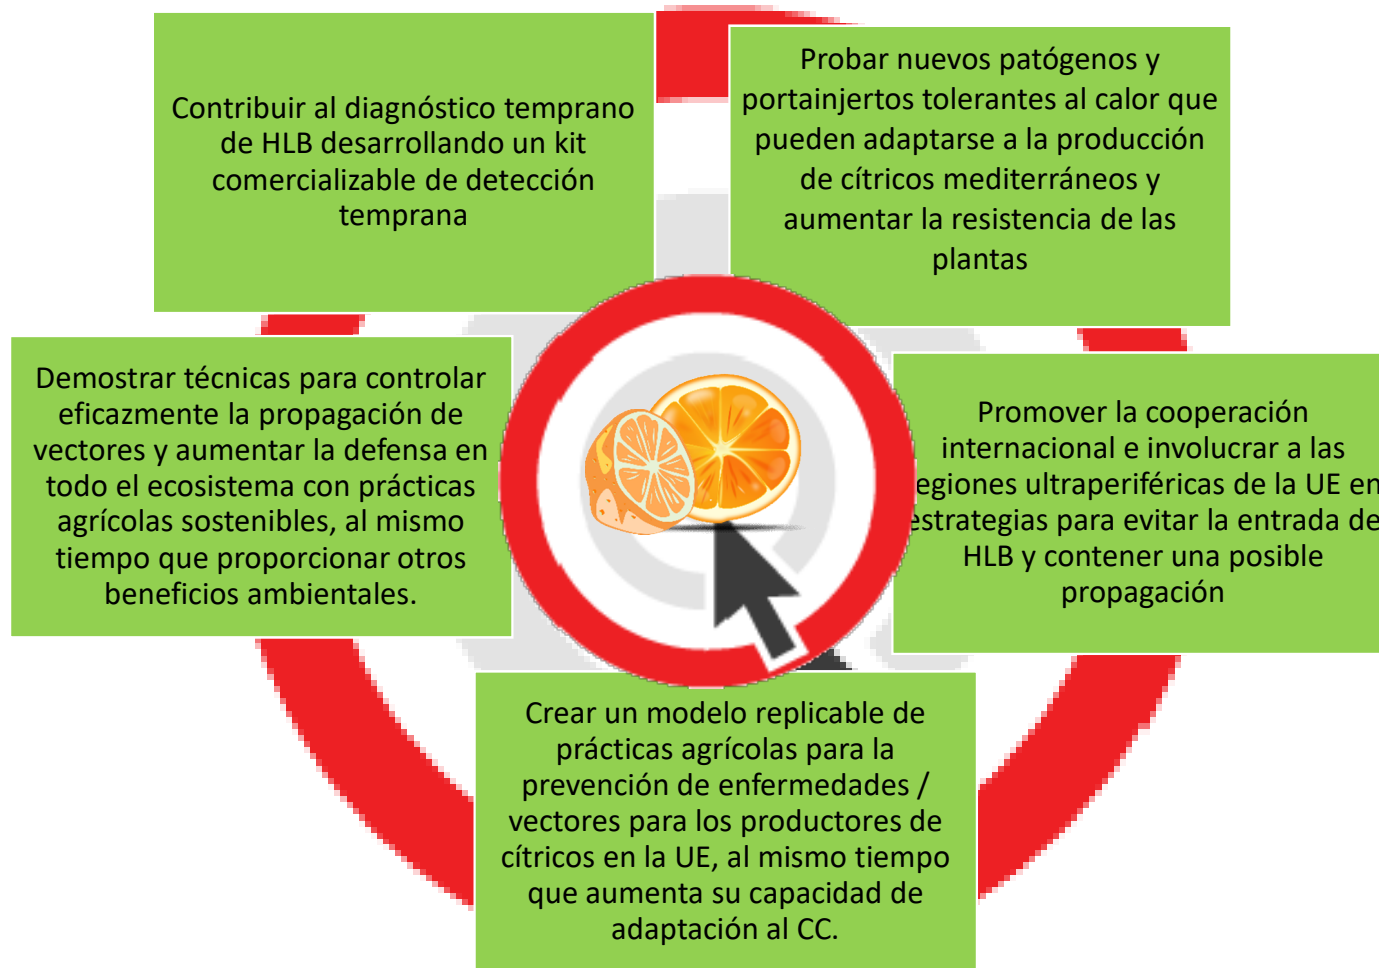 Contribuir al diagnóstico temprano
de HLB desarrollando un kit
comercializable de detección
temprana
Probar nuevos patógenos y
portainjertos tolerantes al calor que
pueden adaptarse a la producción
de cítricos mediterráneos y
aumentar la resistencia de las
plantas
Demostrar técnicas para controlar
eficazmente la propagación de
vectores y aumentar la defensa en
todo el ecosistema con prácticas
agrícolas sostenibles, al mismo
tiempo que proporcionar otros
beneficios ambientales.
Promover la cooperación
internacional e involucrar a las
egiones ultraperiféricas de la UE en
estrategias para evitar la entrada de
HLB y contener una posible
propagación
Crear un modelo replicable de
prácticas agrícolas para la
prevención de enfermedades /
vectores para los productores de
cítricos en la UE, al mismo tiempo
que aumenta su capacidad de
adaptación al CC.